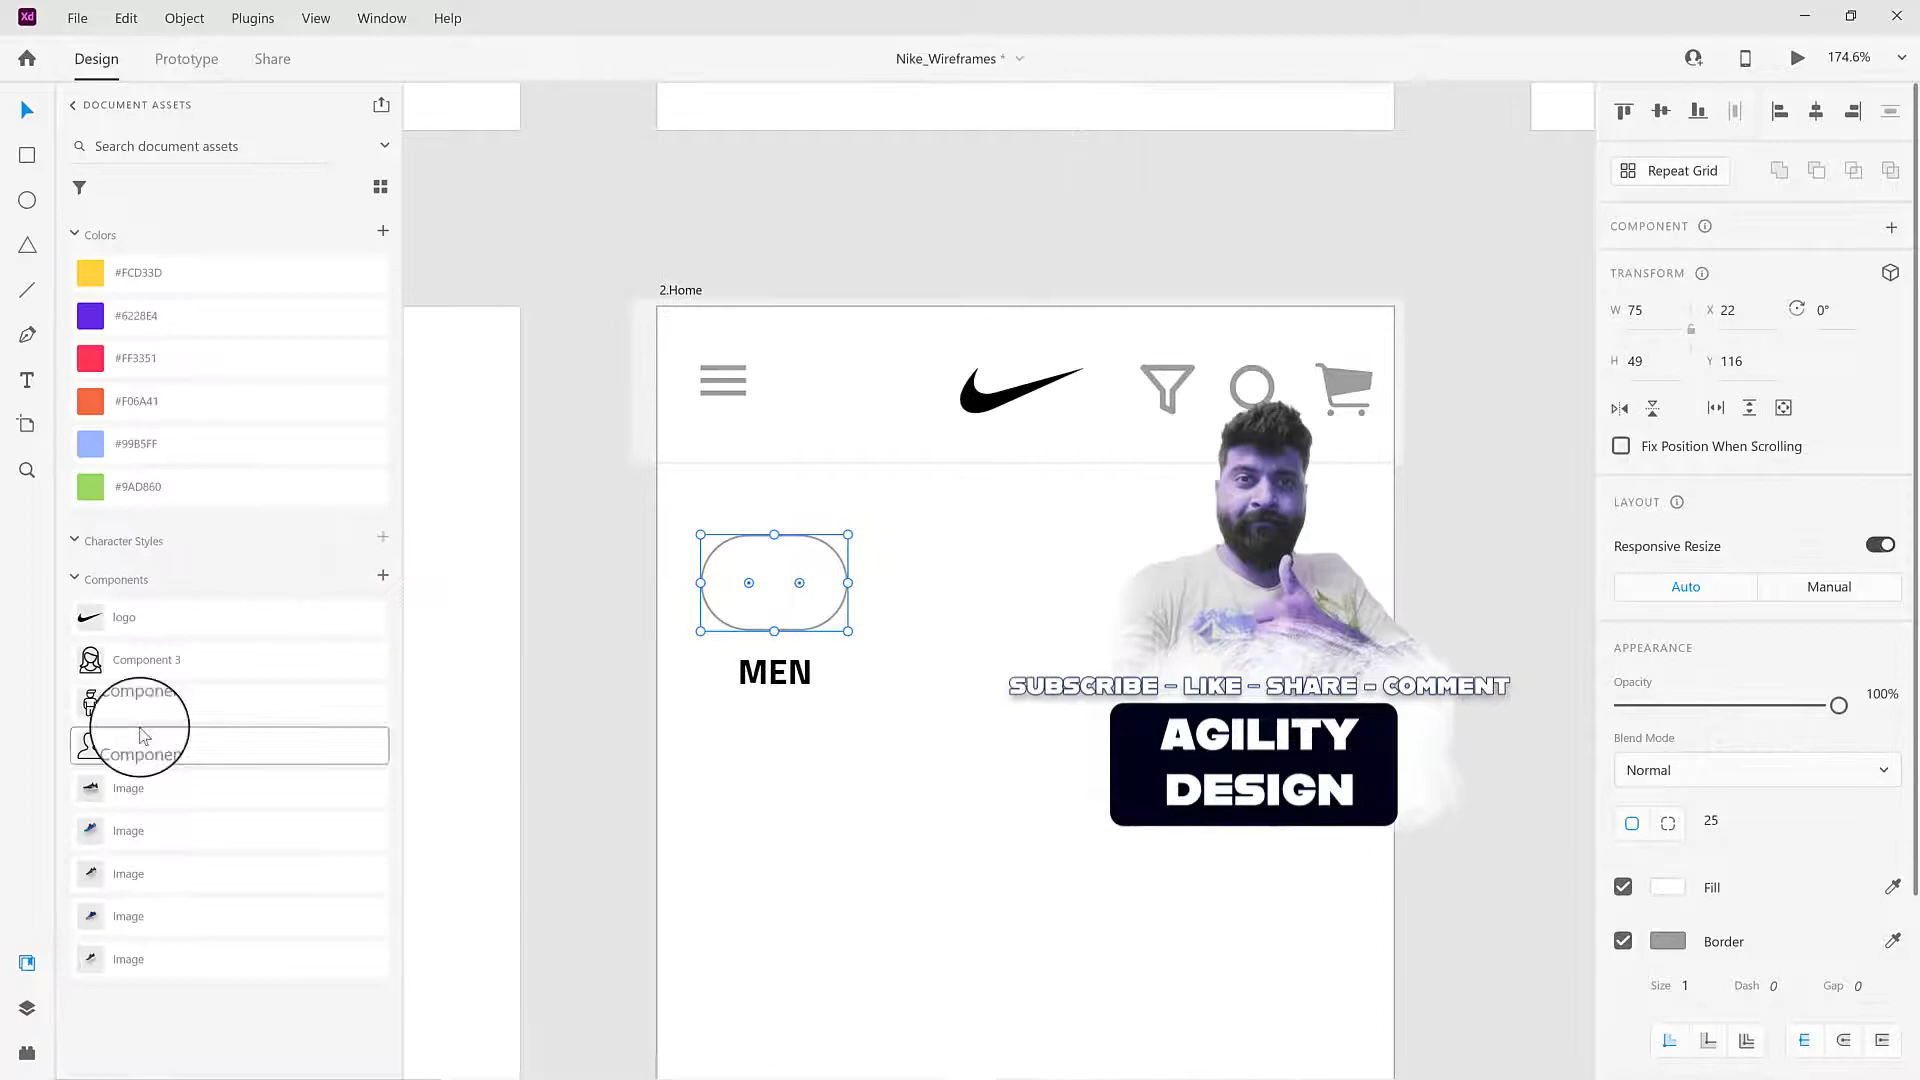 Xd
File Edit Object Plugins View Window Help
Design Prototype Share
Nike_Wireframes *
174.6%
DOCUMENT ASSETS
Search document assets
Colors
#FCD33D
#6228E4
#FF3351
#F06A41
#99B5FF
#9AD860
Character Styles
Components
logo
Component 3
Componen
Componen
Image
Image
Image
Image
Image
2.Home
MEN
SUBSCRIBE - LIKE - SHARE - COMMENT
AGILITY
DESIGN
Repeat Grid
COMPONENT
TRANSFORM
W 75 X 22 0°
H 49 Y 116
Fix Position When Scrolling
LAYOUT
Responsive Resize
Auto Manual
APPEARANCE
Opacity
100%
Blend Mode
Normal
25
Fill
Border
Size 1 Dash 0 Gap 0